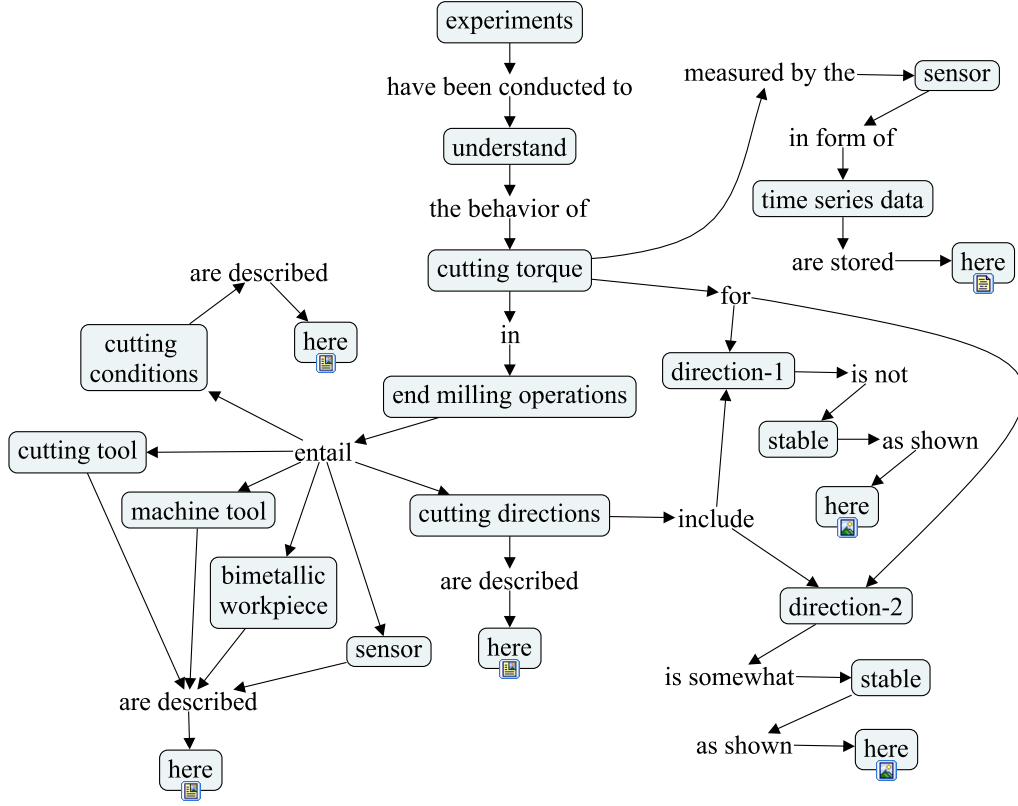 experiments
have been conducted to
measured by the
sensor
in form of
understand
time series data
the behavior of
are stored
here
cutting torque
are described
for
here
in
cutting
conditions
direction-1
is not
end milling operations
stable
as shown
cutting tool
entail
machine tool
cutting directions
include
here
bimetallic
workpiece
are described
direction-2
sensor
here
is somewhat
stable
are described
as shown
here
here